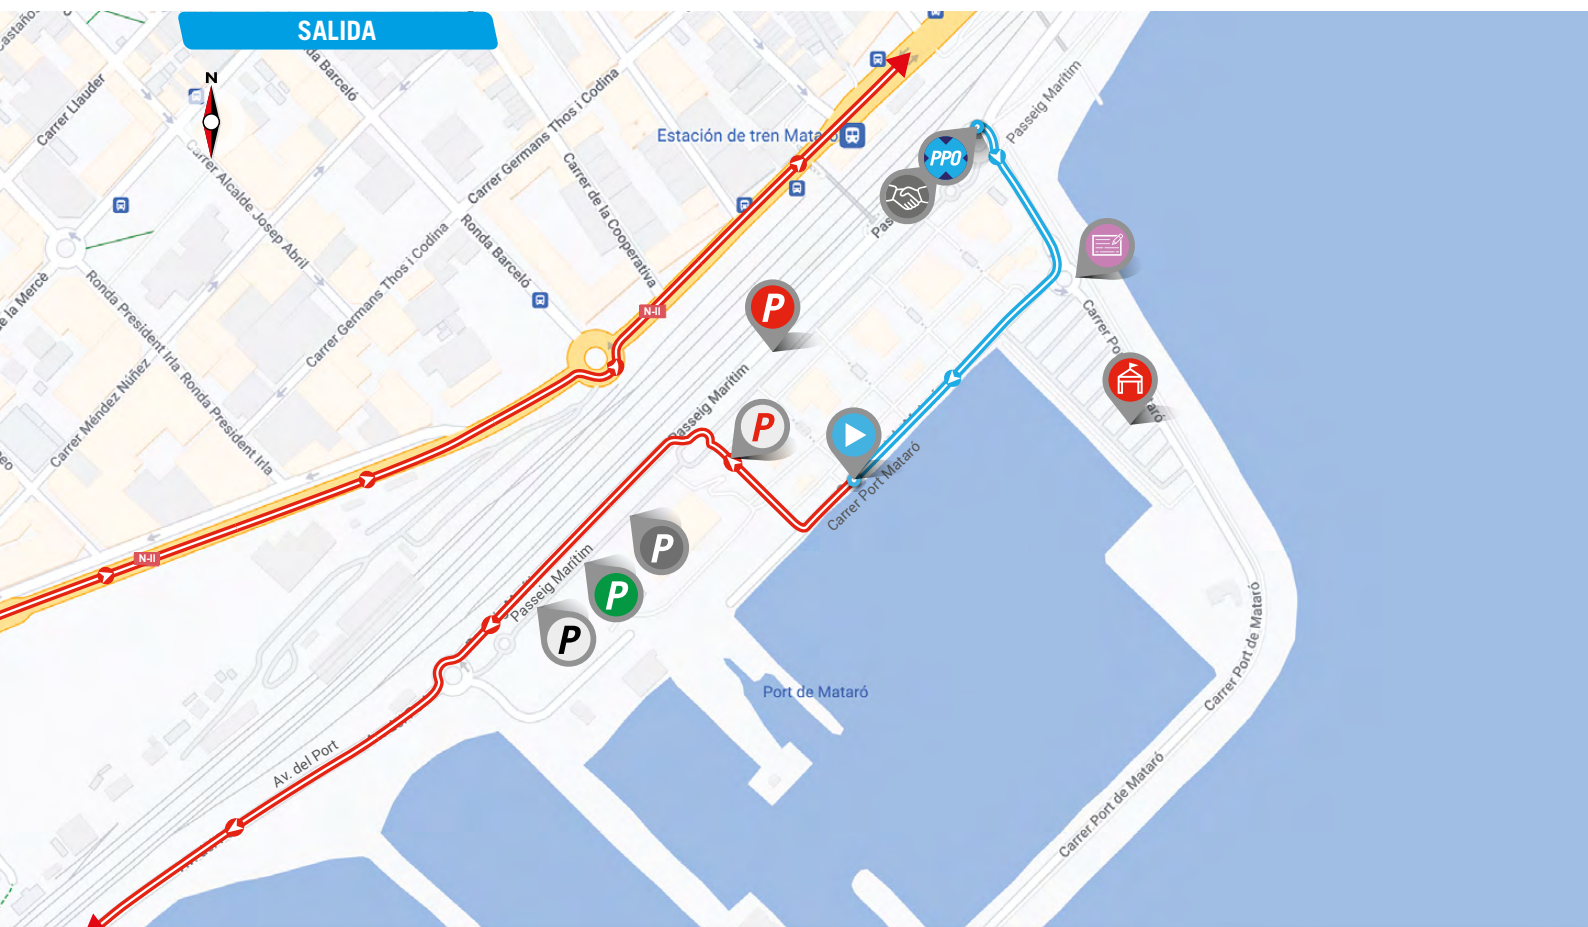 SALIDA
N
Carrer Llauder
Ronda Barceló
Carrer Germans Thos i Codina
Estación de tren Mataró
Passeig Marítim
PPO
Carrer Alcalde Josep Abril
Carrer de la Cooperativa
Ronda Barceló
Carrer Germans Thos i Codina
Ronda President Irla
Ronda President Irla
Carrer Méndez Núñez
de la Mercè
N-II
P
Passeig Marítim
P
Carrer Port Mataró
N-II
P
P
P
Passeig Marítim
Port de Mataró
Av. del Port
Carrer Port de Mataró
Carrer Port de Mataró